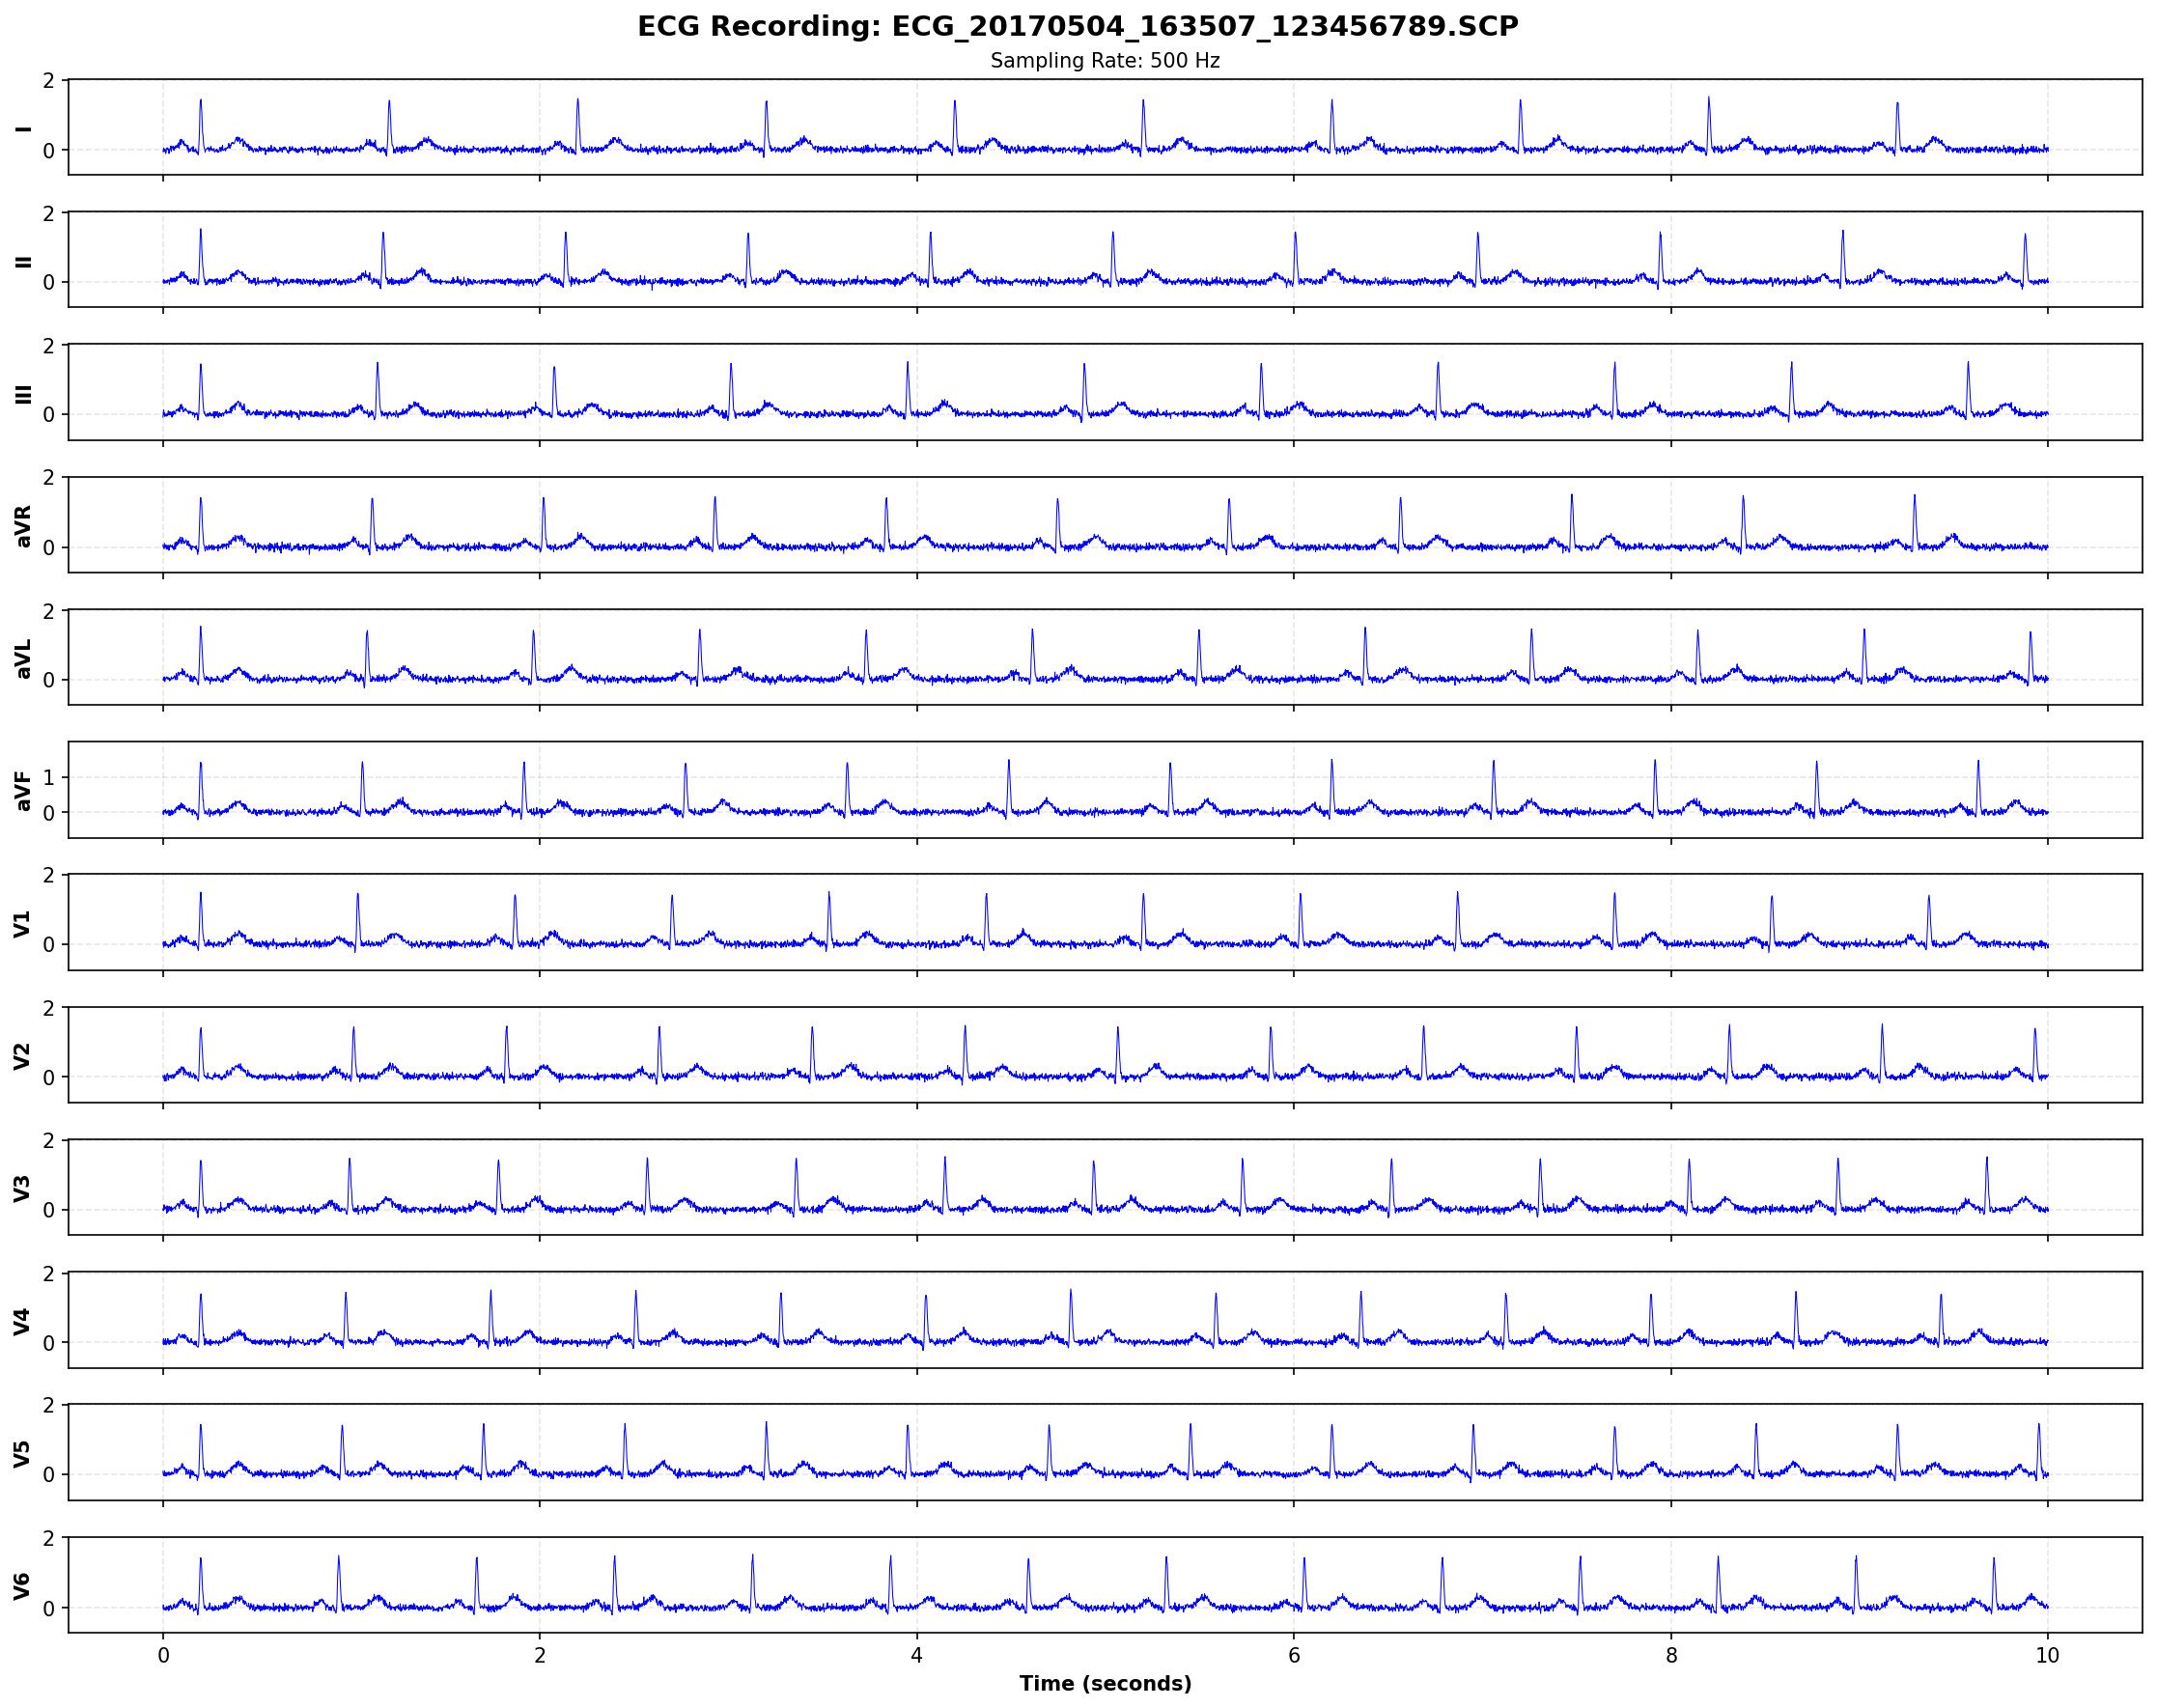 ECG Recording: ECG_20170504_163507_123456789.SCP
Sampling Rate: 500 Hz
2
0
I
2
0
II
2
0
III
2
0
aVR
2
0
aVL
1
0
aVF
2
0
V1
2
0
V2
2
0
V3
2
0
V4
2
0
V5
2
0
V6
0 2 4 6 8 10
Time (seconds)